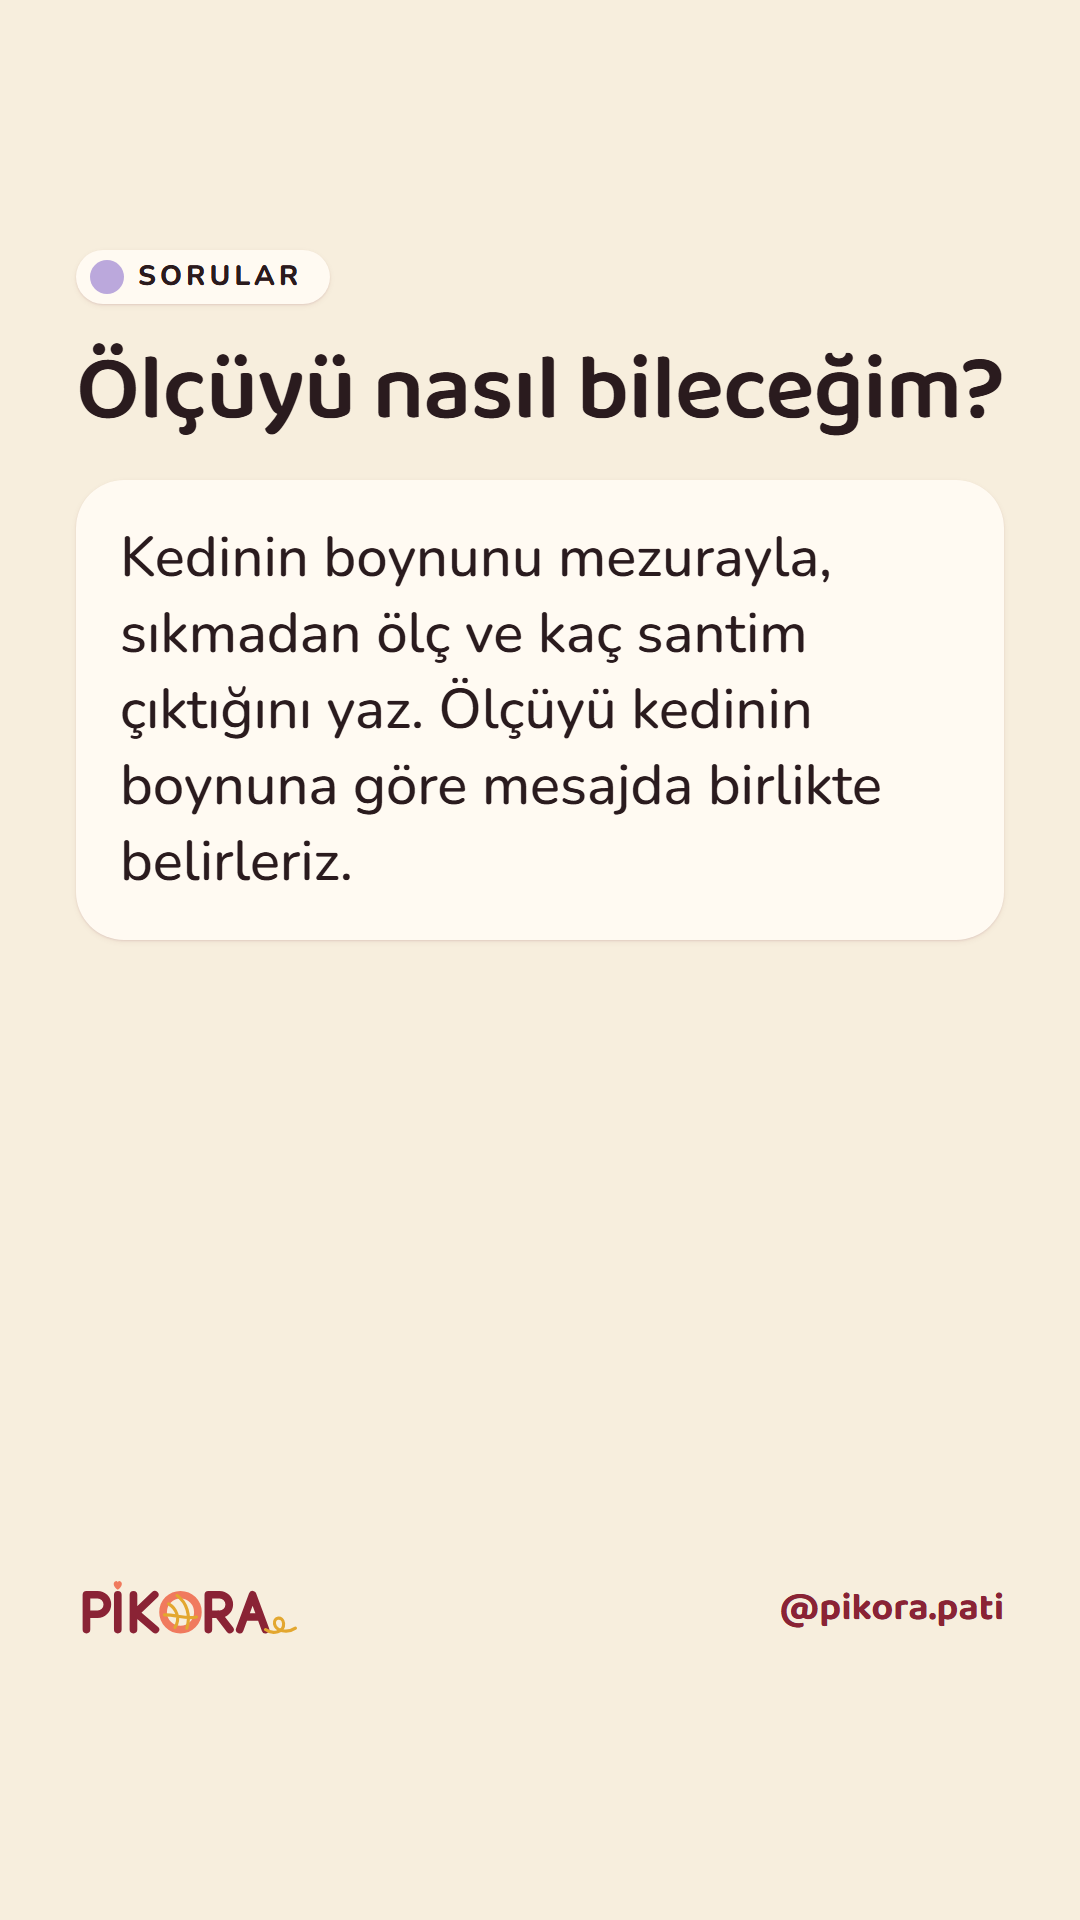 SORULAR
Ölçüyü nasıl bileceğim?
Kedinin boynunu mezurayla,
sıkmadan ölç ve kaç santim
çıktığını yaz. Ölçüyü kedinin
boynuna göre mesajda birlikte
belirleriz.
PİKORA
@pikora.pati